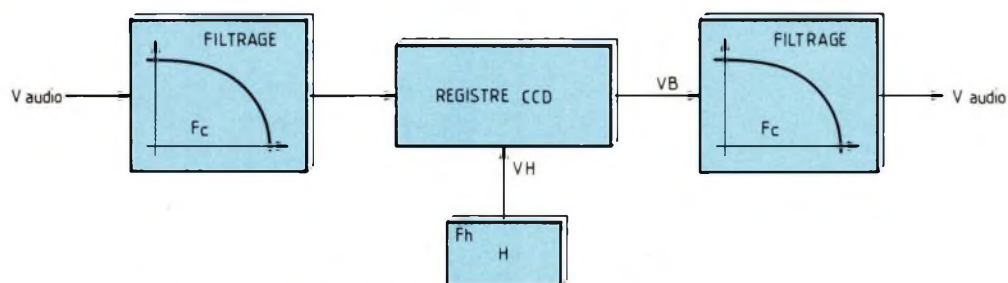 FILTRAGE
Fc
V audio
REGISTRE CCD
VH
Fh
H
VB
FILTRAGE
Fc
V audio